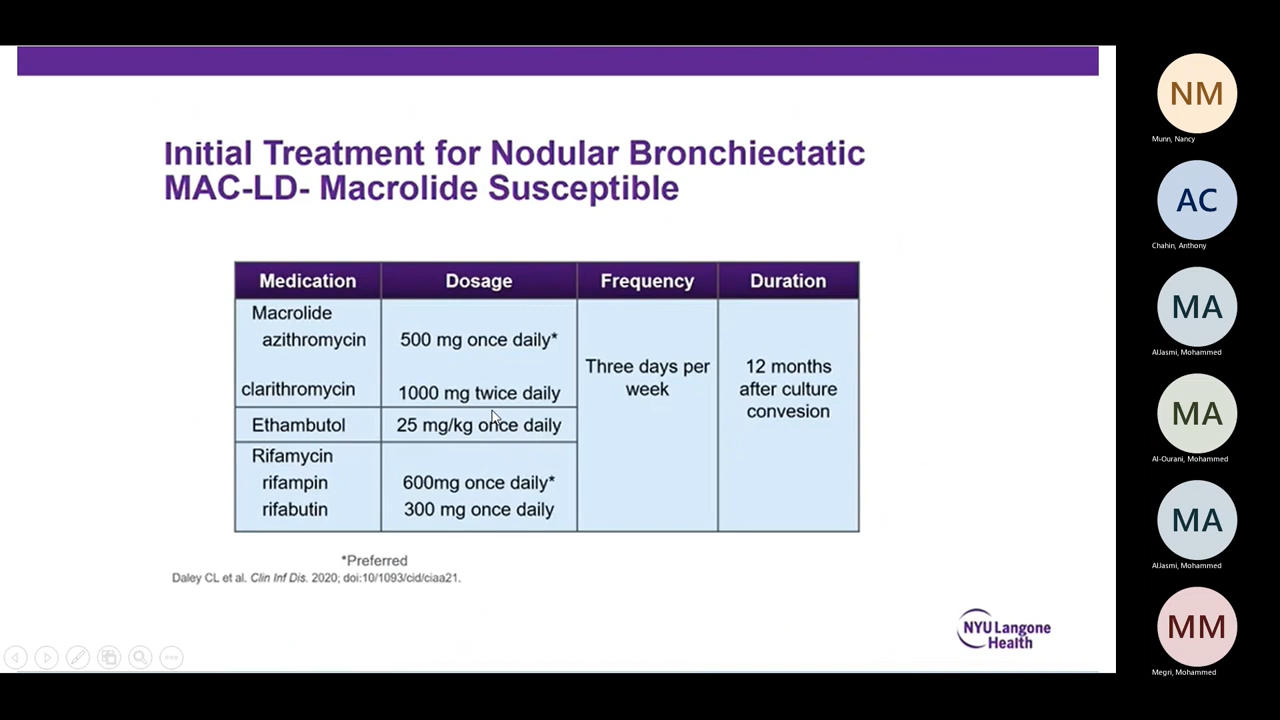 Initial Treatment for Nodular Bronchiectatic
MAC-LD- Macrolide Susceptible
Medication
Dosage
Frequency
Duration
Macrolide
azithromycin
500 mg once daily*
clarithromycin
1000 mg twice daily
Three days per
week
12 months
after culture
convesion
Ethambutol
25 mg/kg once daily
Rifamycin
rifampin
600mg once daily*
rifabutin
300 mg once daily
*Preferred
Daley CL et al. Clin Inf Dis. 2020; doi:10/1093/cid/ciaa21.
NYU Langone
Health
NM
Munn, Nancy
AC
Chahin, Anthony
MA
AlJasmi, Mohammed
MA
Al-Ourani, Mohammed
MA
AlJasmi, Mohammed
MM
Megri, Mohammed